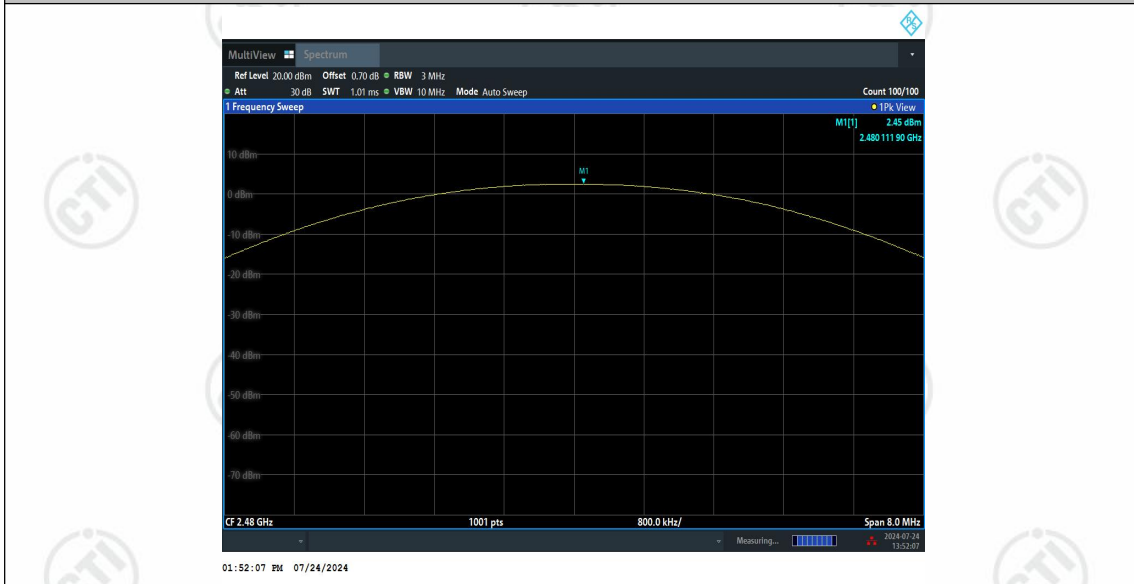 R&S
MultiView Spectrum
Ref Level 20.00 dBm Offset 0.70 dB RBW 3 MHz
Att 30 dB SWT 1.01 ms VBW 10 MHz Mode Auto Sweep Count 100/100
1 Frequency Sweep 1Pk View
M1[1] 2.45 dBm
2.480 111 90 GHz
10 dBm
M1
0 dBm
-10 dBm
-20 dBm
-30 dBm
-40 dBm
-50 dBm
-60 dBm
-70 dBm
CF 2.48 GHz 1001 pts 800.0 kHz/ Span 8.0 MHz
Measuring... 2024-07-24
13:52:07
01:52:07 PM 07/24/2024
CTI
CTI
CTI
CTI